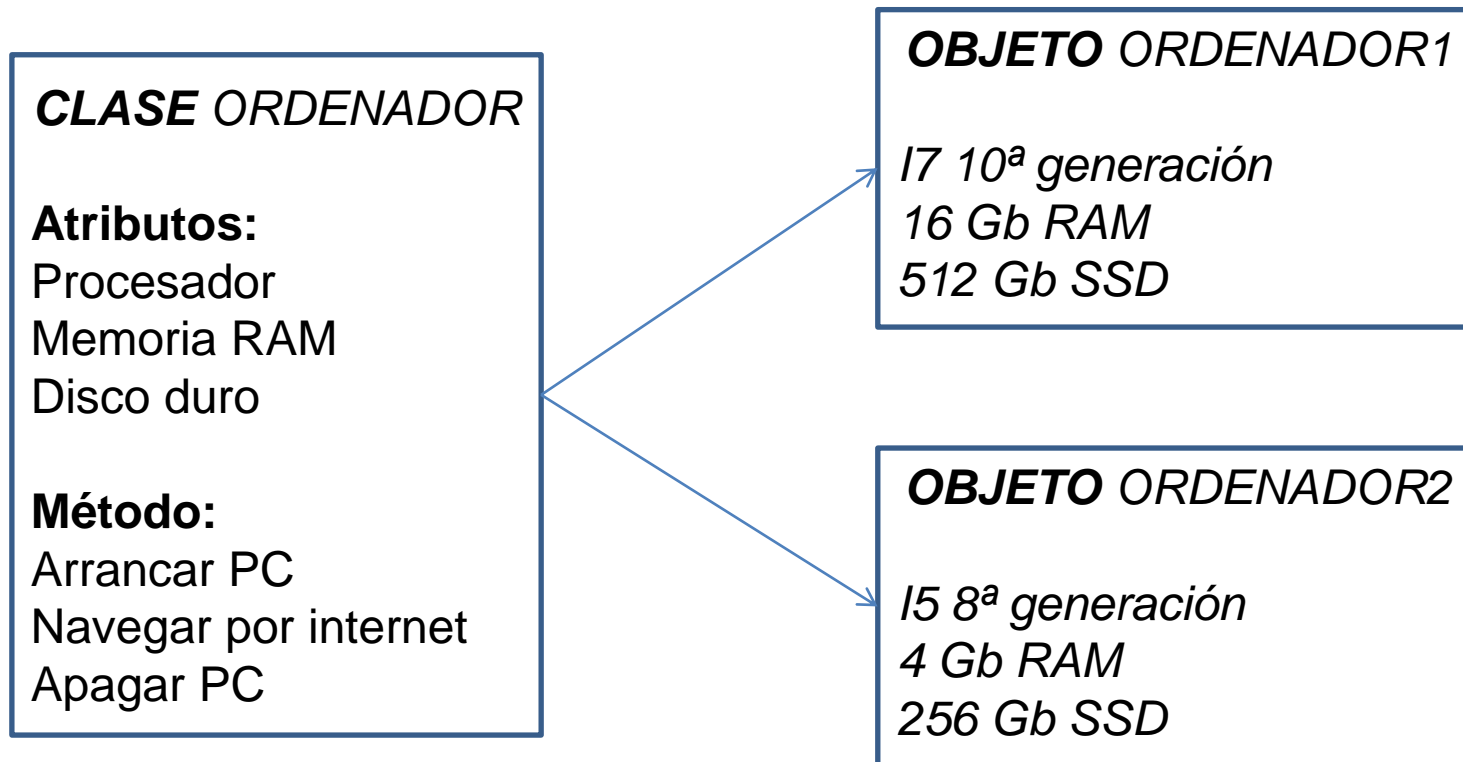 CLASE ORDENADOR
Atributos:
Procesador
Memoria RAM
Disco duro
Método:
Arrancar PC
Navegar por internet
Apagar PC
OBJETO ORDENADOR1
I7 10ª generación
16 Gb RAM
512 Gb SSD
OBJETO ORDENADOR2
I5 8ª generación
4 Gb RAM
256 Gb SSD